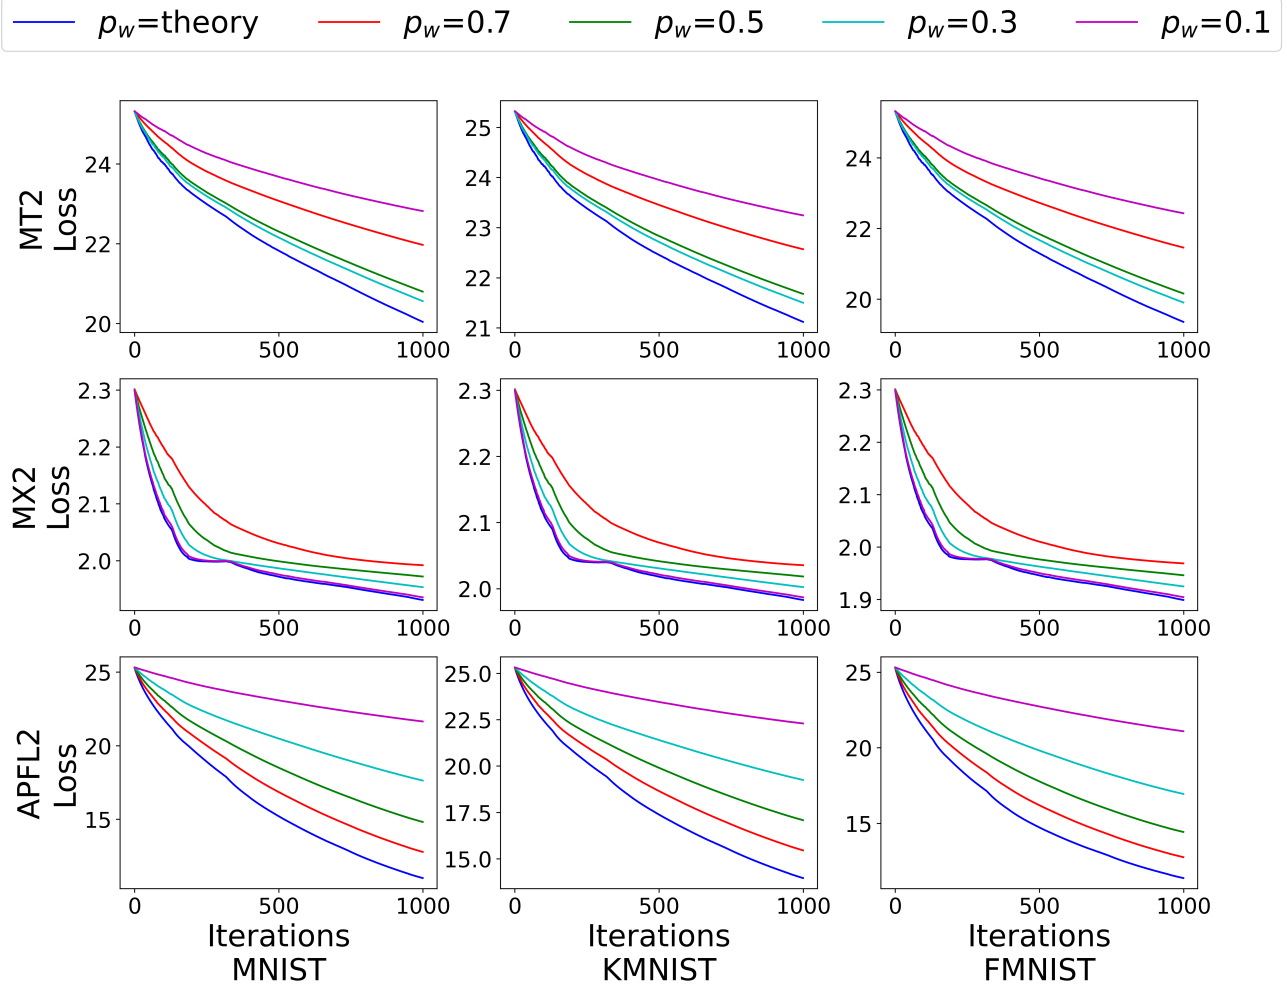 p_w=theory p_w=0.7 p_w=0.5 p_w=0.3 p_w=0.1
MT2
Loss
24
22
20
0 500 1000
25
24
23
22
21
0 500 1000
24
22
20
0 500 1000
MX2
Loss
2.3
2.2
2.1
2.0
0 500 1000
2.3
2.2
2.1
2.0
0 500 1000
2.3
2.2
2.1
2.0
1.9
0 500 1000
APFL2
Loss
25
20
15
0 500 1000
Iterations
MNIST
25.0
22.5
20.0
17.5
15.0
0 500 1000
Iterations
KMNIST
25
20
15
0 500 1000
Iterations
FMNIST